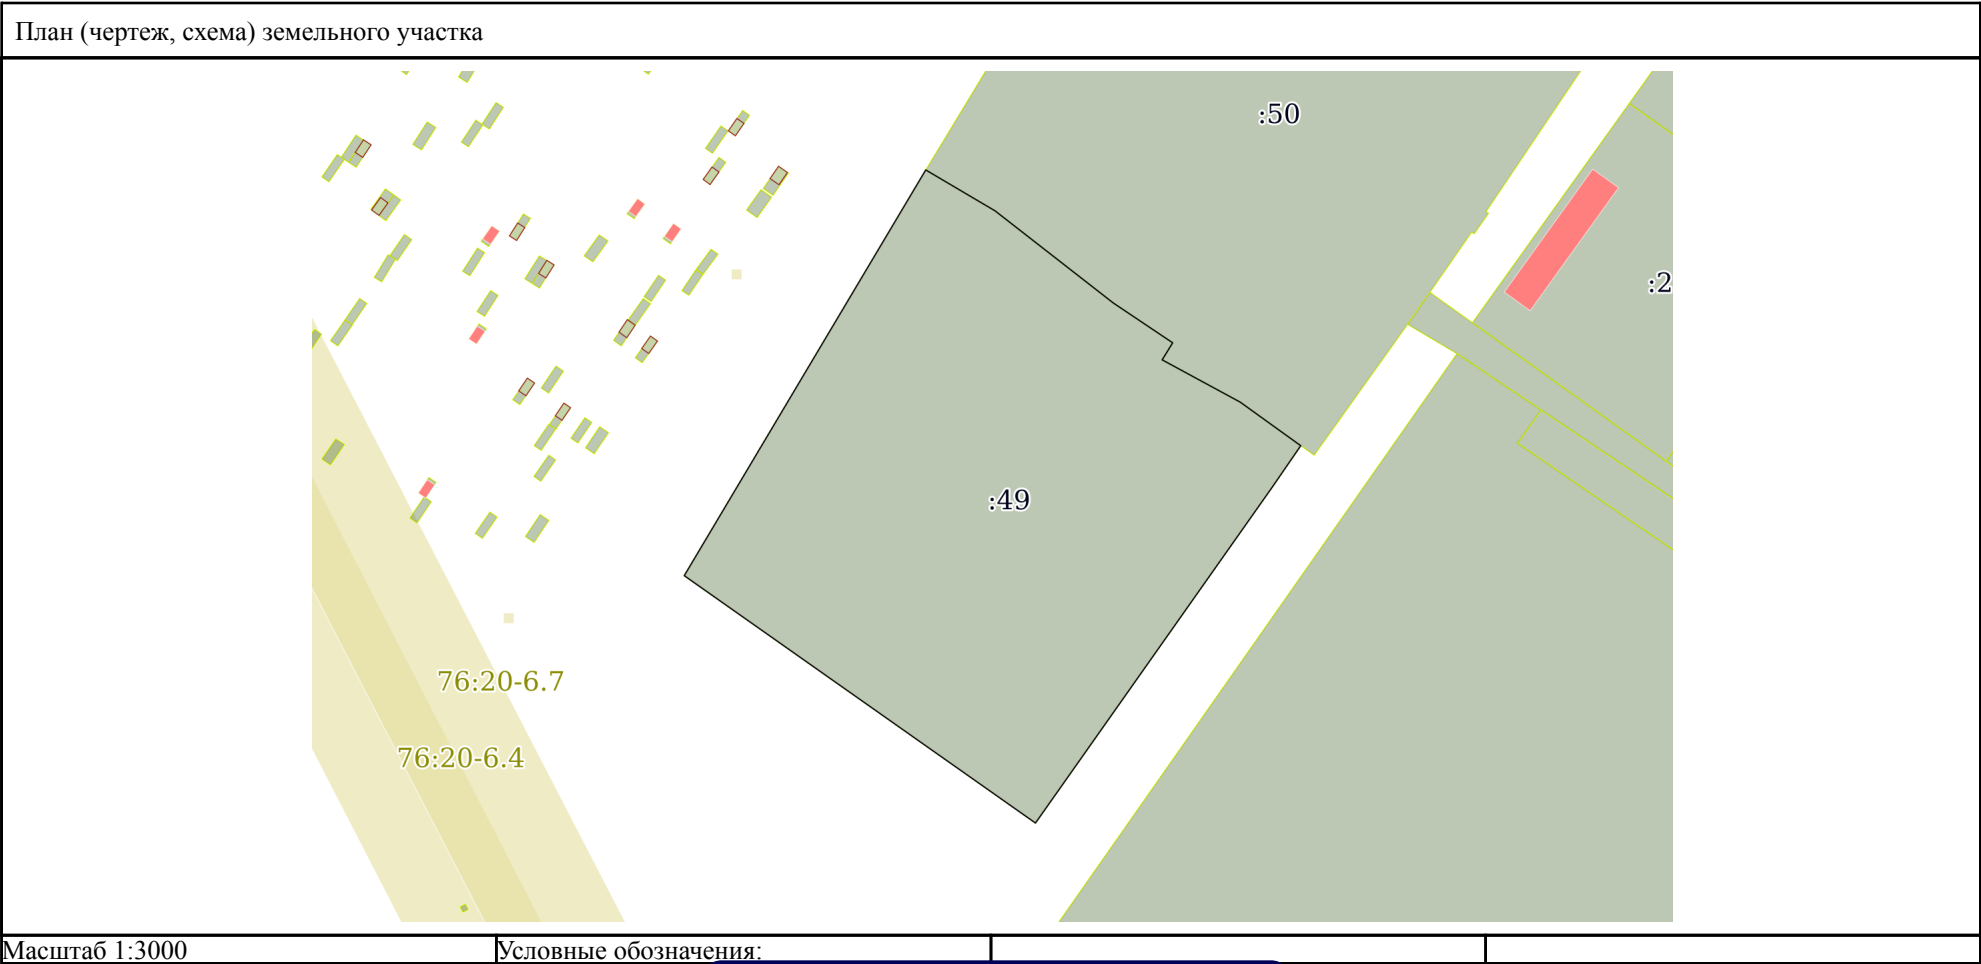 План (чертеж, схема) земельного участка
:50
:2
:49
76:20-6.7
76:20-6.4
Масштаб 1:3000
Условные обозначения: